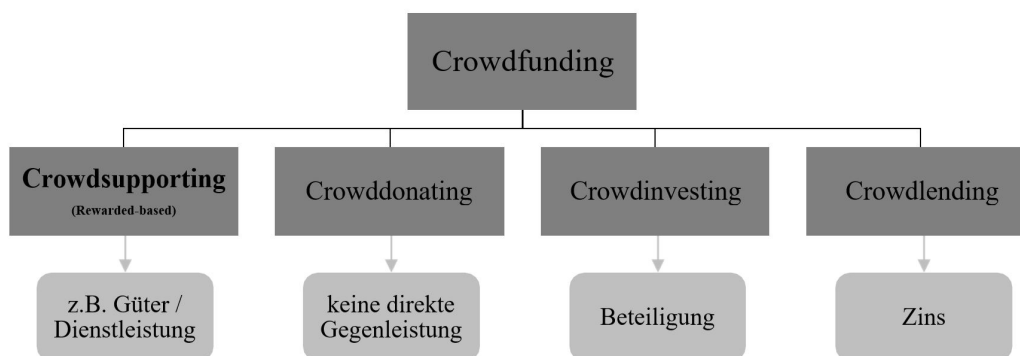 Crowdfunding
Crowdsupporting
(Rewarded-based)
Crowddonating
Crowdinvesting
Crowdlending
z.B. Güter /
Dienstleistung
keine direkte
Gegenleistung
Beteiligung
Zins